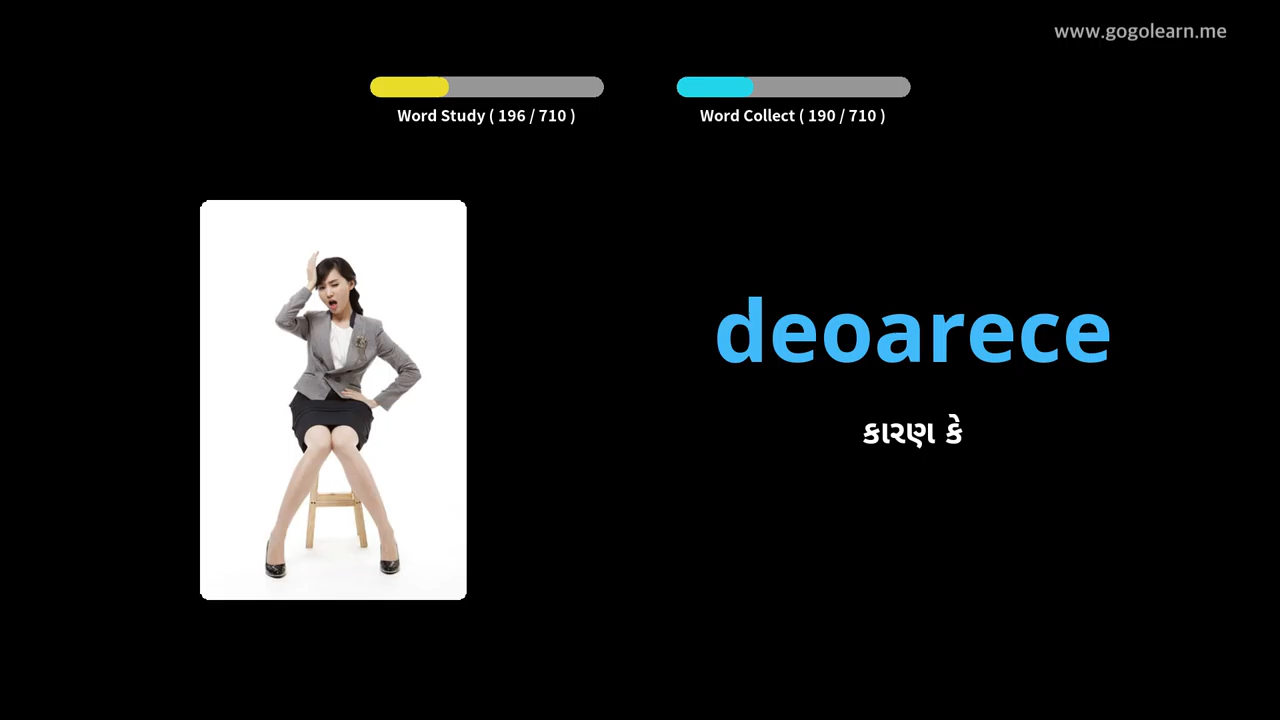 www.gogolearn.me
Word Study ( 196 / 710 )
Word Collect ( 190 / 710 )
deoarece
કારણ કે